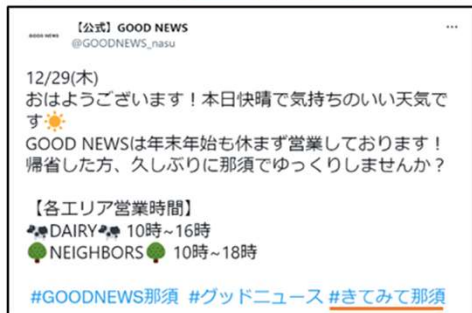 GOOD NEWS
【公式】GOOD NEWS
@GOODNEWS_nasu
12/29(木)
おはようございます！本日快晴で気持ちのいい天気で
す☀️
GOOD NEWSは年末年始も休まず営業しております！
帰省した方、久しぶりに那須でゆっくりしませんか？
【各エリア営業時間】
🐄DAIRY🐄 10時~16時
🌳NEIGHBORS🌳 10時~18時
#GOODNEWS那須 #グッドニュース #きてみて那須